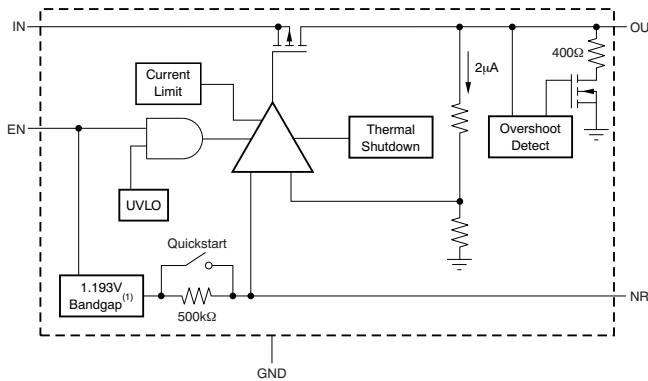 IN
OU
400Ω
2μA
Current
Limit
EN
Thermal
Shutdown
Overshoot
Detect
UVLO
Quickstart
1.193V
Bandgap(1)
500kΩ
NR
GND